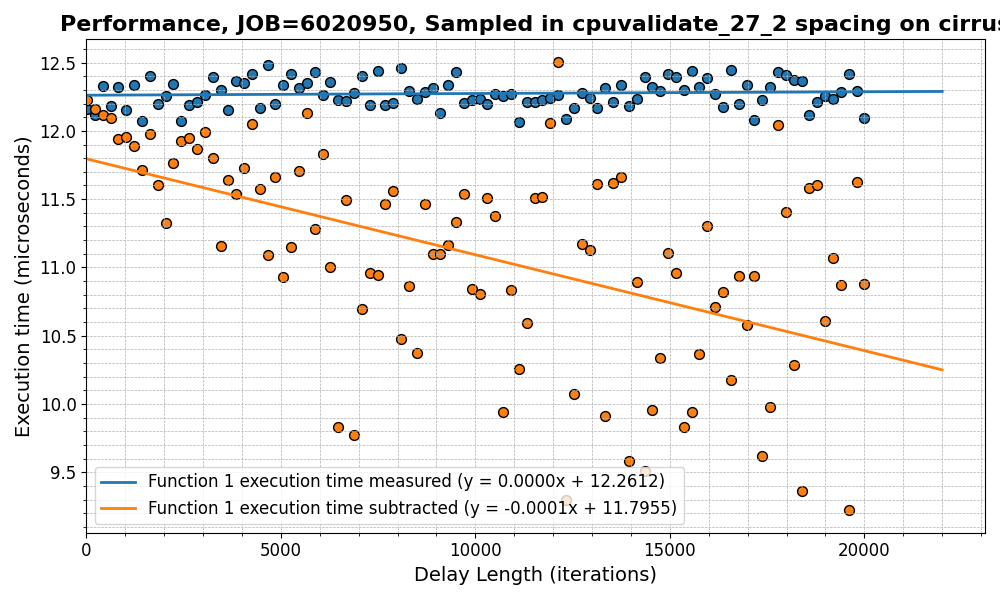 Performance, JOB=6020950, Sampled in cpuvalidate_27_2 spacing on cirrus
Execution time (microseconds)
12.5
12.0
11.5
11.0
10.5
10.0
9.5
Function 1 execution time measured (y = 0.0000x + 12.2612)
Function 1 execution time subtracted (y = -0.0001x + 11.7955)
0 5000 10000 15000 20000
Delay Length (iterations)